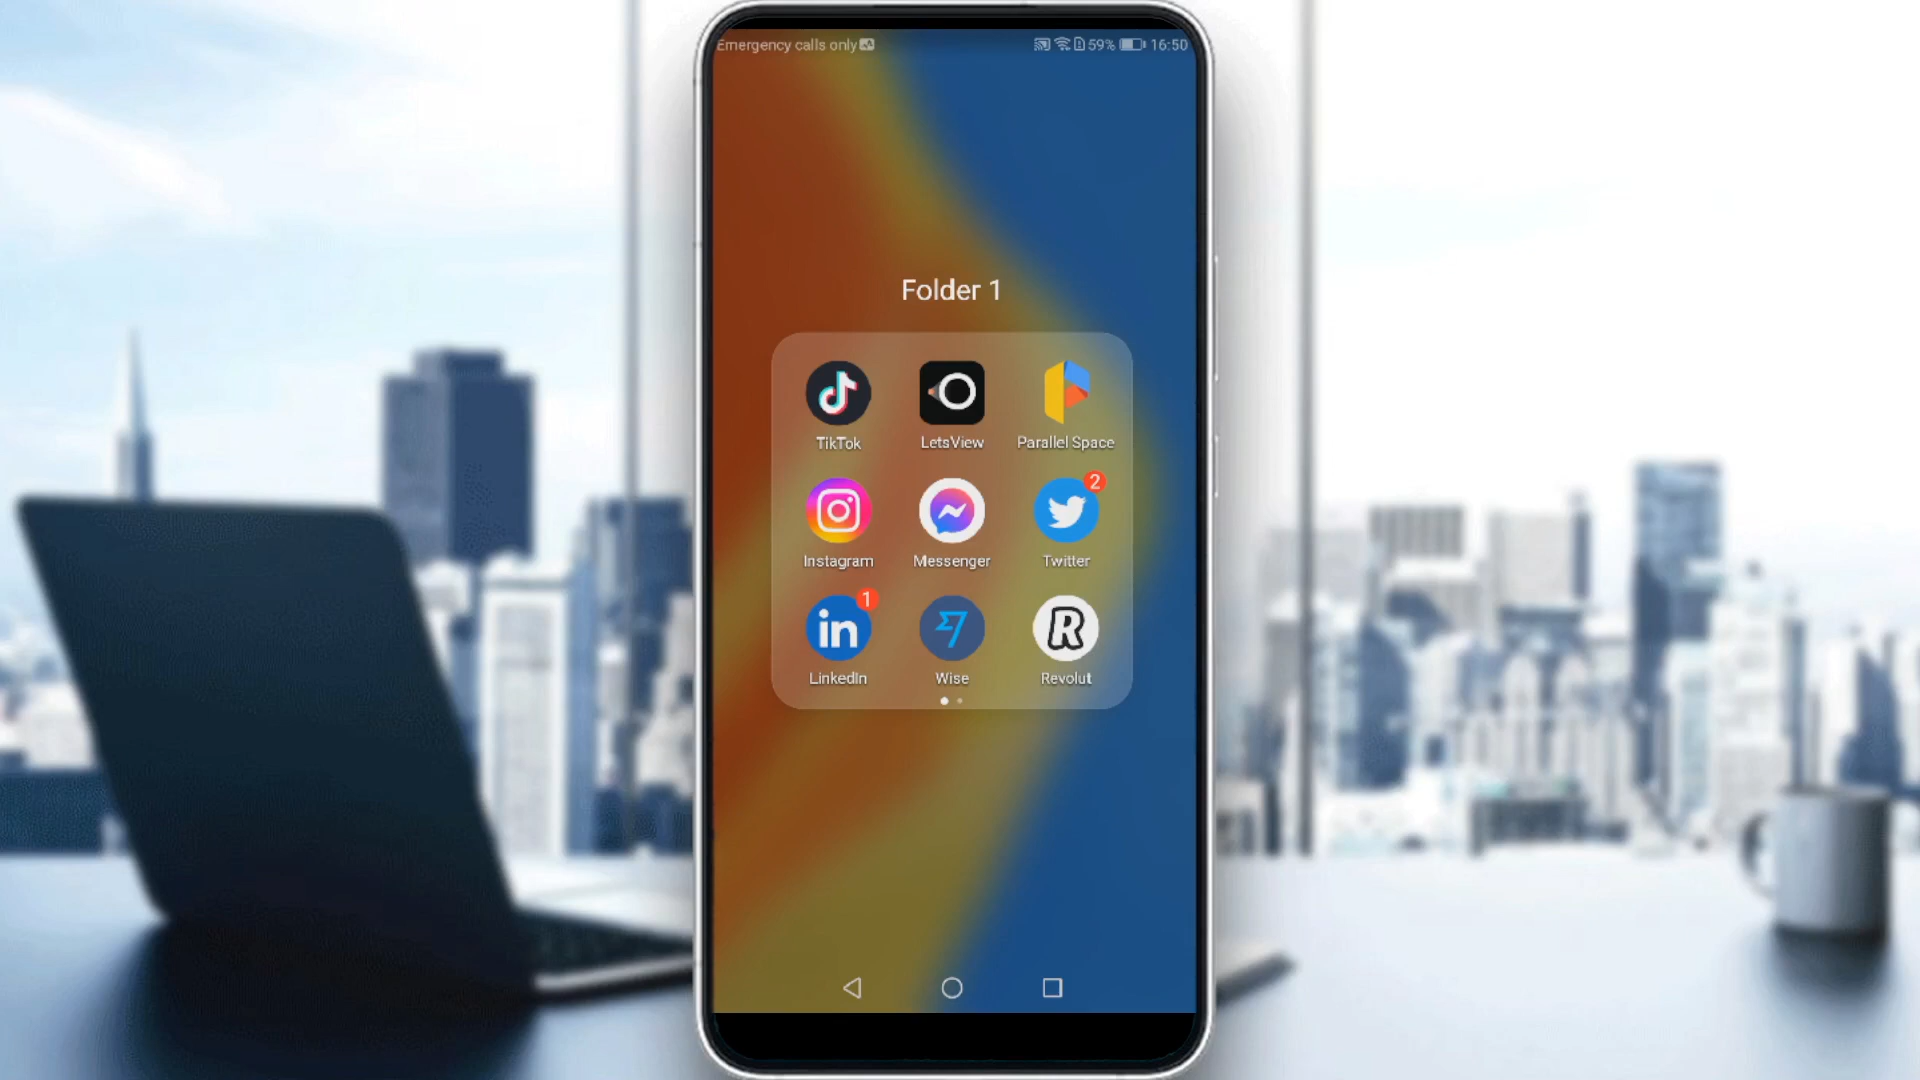 Emergency calls only 59% 16:50
Folder 1
TikTok LetsView Parallel Space
2
Instagram Messenger Twitter
1
in R
LinkedIn Wise Revolut